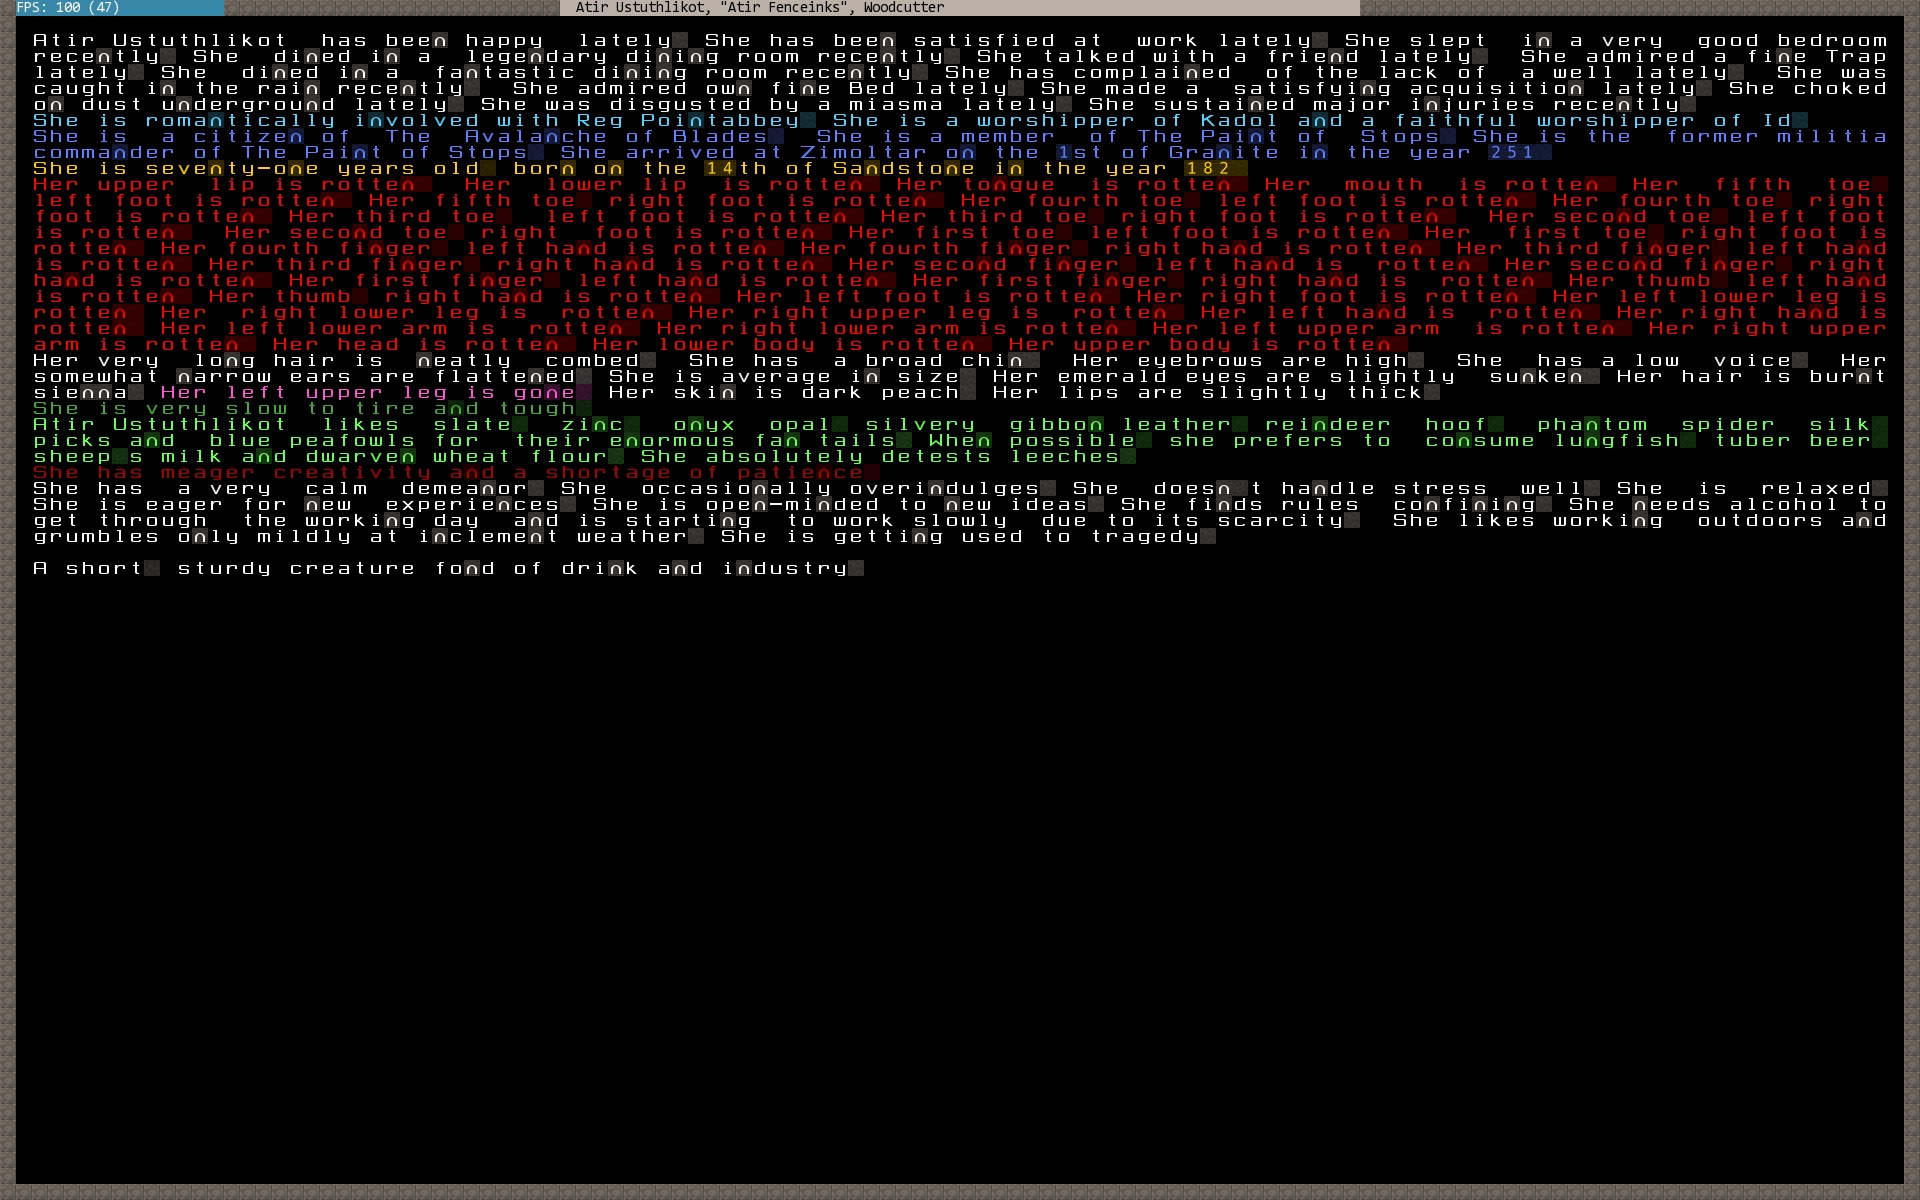 FPS: 100 (47)
Atir Ustuthlikot, "Atir Fenceinks", Woodcutter
Atir Ustuthlikot has been happy lately She has been satisfied at work lately She slept in a very good bedroom
recently She dined in a legendary dining room recently She talked with a friend lately She admired a fine Trap
lately She dined in a fantastic dining room recently She has complained of the lack of a well lately She was
caught in the rain recently She admired own fine Bed lately She made a satisfying acquisition lately She choked
on dust underground lately She was disgusted by a miasma lately She sustained major injuries recently
She is romantically involved with Reg Pointabbey She is a worshipper of Kadol and a faithful worshipper of Id
She is a citizen of The Avalanche of Blades She is a member of The Paint of Stops She is the former militia
commander of The Paint of Stops She arrived at Zimoltar on the 1st of Granite in the year 251
She is seventy-one years old born on the 14th of Sandstone in the year 182
Her upper lip is rotten Her lower lip is rotten Her tongue is rotten Her mouth is rotten Her fifth toe
left foot is rotten Her fifth toe right foot is rotten Her fourth toe left foot is rotten Her fourth toe right
foot is rotten Her third toe left foot is rotten Her third toe right foot is rotten Her second toe left foot
is rotten Her second toe right foot is rotten Her first toe left foot is rotten Her first toe right foot is
rotten Her fourth finger left hand is rotten Her fourth finger right hand is rotten Her third finger left hand
is rotten Her third finger right hand is rotten Her second finger left hand is rotten Her second finger right
hand is rotten Her first finger left hand is rotten Her first finger right hand is rotten Her thumb left hand
is rotten Her thumb right hand is rotten Her left foot is rotten Her right foot is rotten Her left lower leg is
rotten Her right lower leg is rotten Her right upper leg is rotten Her left hand is rotten Her right hand is
rotten Her left lower arm is rotten Her right lower arm is rotten Her left upper arm is rotten Her right upper
arm is rotten Her head is rotten Her lower body is rotten Her upper body is rotten
Her very long hair is neatly combed She has a broad chin Her eyebrows are high She has a low voice Her
somewhat narrow ears are flattened She is average in size Her emerald eyes are slightly sunken Her hair is burnt
sienna Her left upper leg is gone Her skin is dark peach Her lips are slightly thick
She is very slow to tire and tough
Atir Ustuthlikot likes slate zinc onyx opal silvery gibbon leather reindeer hoof phantom spider silk
picks and blue peafowls for their enormous fan tails When possible she prefers to consume lungfish tuber beer
sheep s milk and dwarven wheat flour She absolutely detests leeches
She has meager creativity and a shortage of patience
She has a very calm demeanor She occasionally overindulges She doesn t handle stress well She is relaxed
She is eager for new experiences She is open-minded to new ideas She finds rules confining She needs alcohol to
get through the working day and is starting to work slowly due to its scarcity She likes working outdoors and
grumbles only mildly at inclement weather She is getting used to tragedy
A short sturdy creature fond of drink and industry